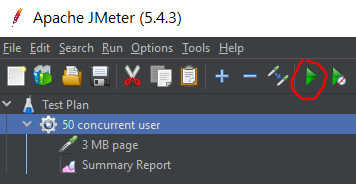 Apache JMeter (5.4.3)
File Edit Search Run Options Tools Help
Test Plan
50 concurrent user
3 MB page
Summary Report